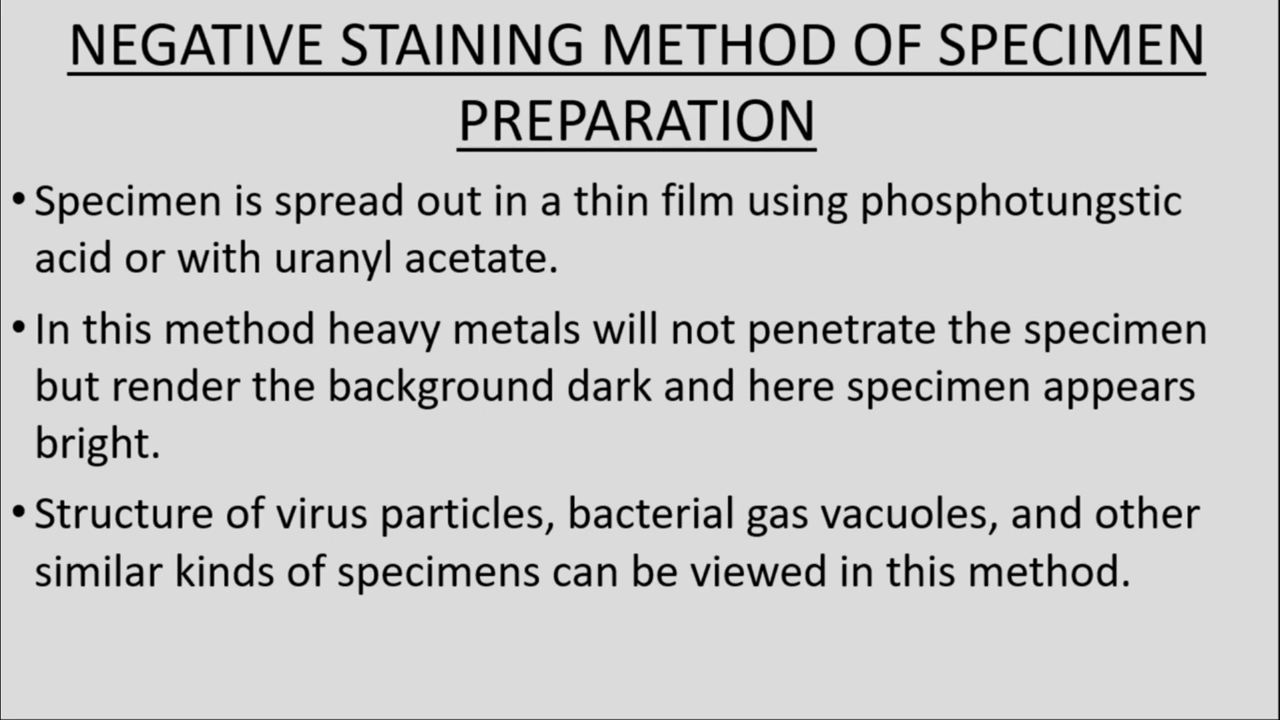 NEGATIVE STAINING METHOD OF SPECIMEN
PREPARATION
• Specimen is spread out in a thin film using phosphotungstic
acid or with uranyl acetate.
• In this method heavy metals will not penetrate the specimen
but render the background dark and here specimen appears
bright.
• Structure of virus particles, bacterial gas vacuoles, and other
similar kinds of specimens can be viewed in this method.